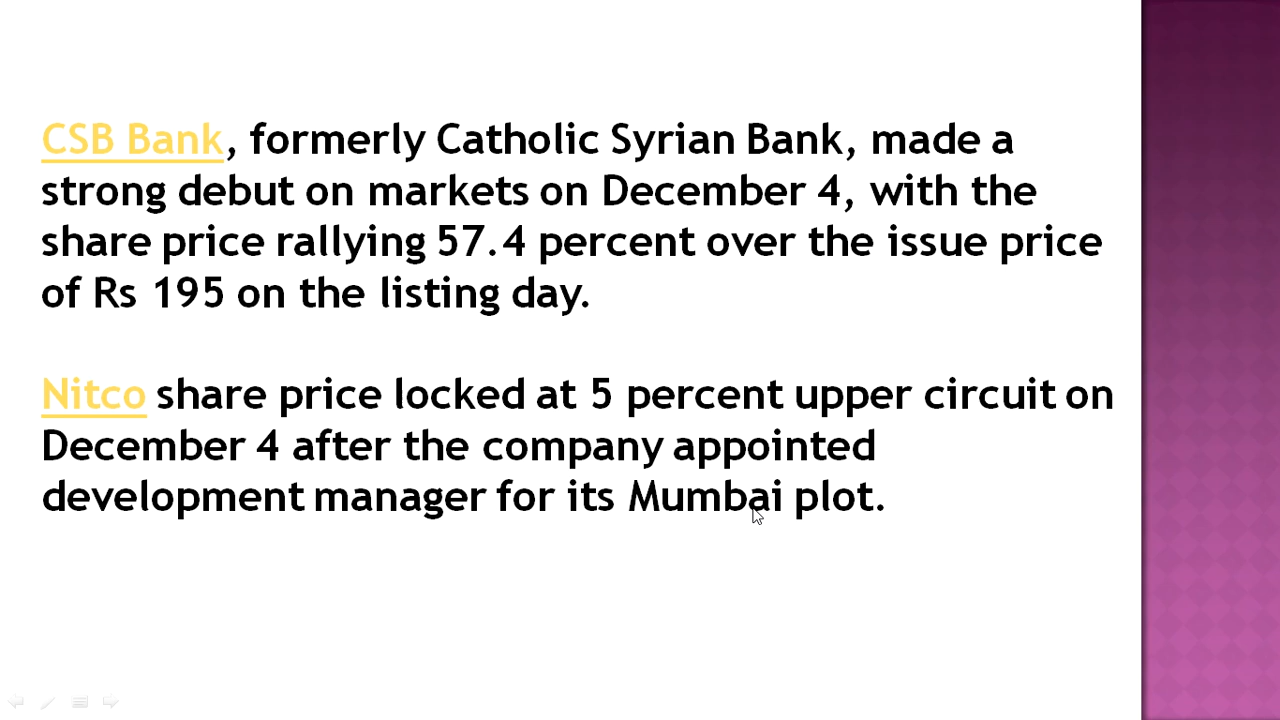 CSB Bank, formerly Catholic Syrian Bank, made a
strong debut on markets on December 4, with the
share price rallying 57.4 percent over the issue price
of Rs 195 on the listing day.
Nitco share price locked at 5 percent upper circuit on
December 4 after the company appointed
development manager for its Mumbai plot.